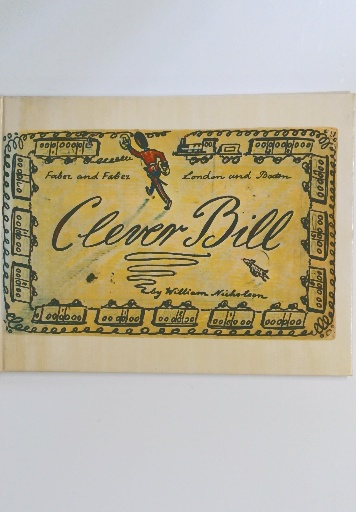 Faber and Faber London and Boston
Clever Bill
by William Nicholson